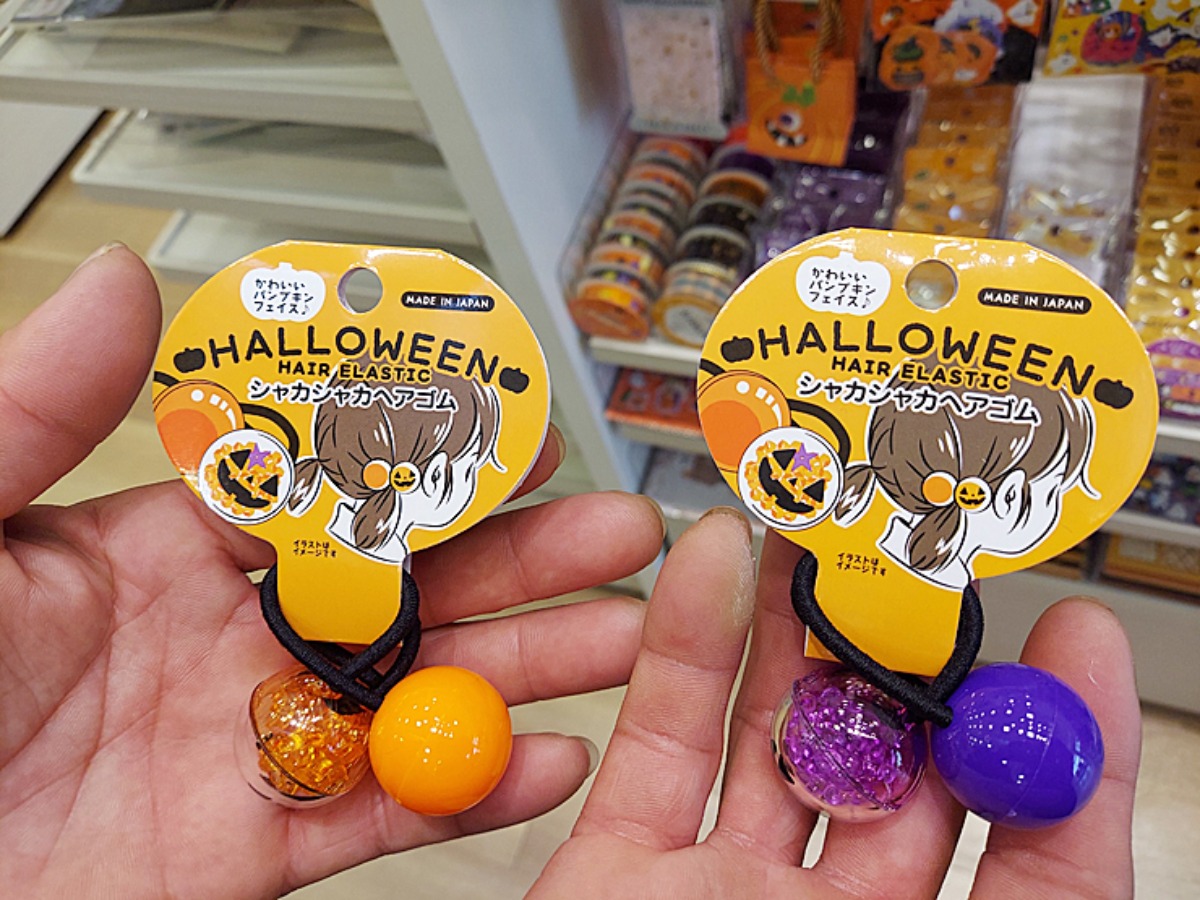 かわいい
パンプキン
フェイス♪
MADE IN JAPAN
HALLOWEEN
HAIR ELASTIC
シャカシャカヘアゴム
イラストは
イメージです
かわいい
パンプキン
フェイス♪
MADE IN JAPAN
HALLOWEEN
HAIR ELASTIC
シャカシャカヘアゴム
イラストは
イメージです